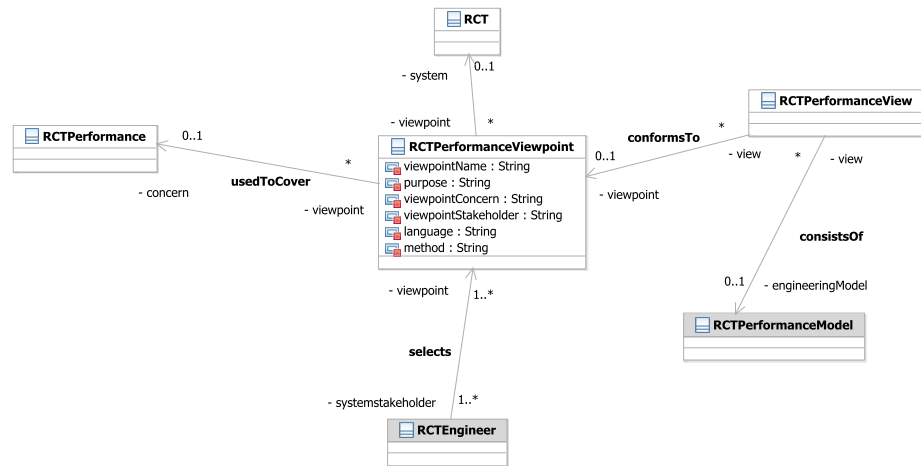 RCT
0..1
- system
- viewpoint
*
RCTPerformance
0..1
- concern
usedToCover
*
- viewpoint
RCTPerformanceViewpoint
viewpointName : String
purpose : String
viewpointConcern : String
viewpointStakeholder : String
language : String
method : String
RCTPerformanceView
*
- view
conformsTo
0..1
- viewpoint
*
- view
consistsOf
0..1
- engineeringModel
RCTPerformanceModel
- viewpoint
1..*
selects
- systemstakeholder
1..*
RCTEngineer